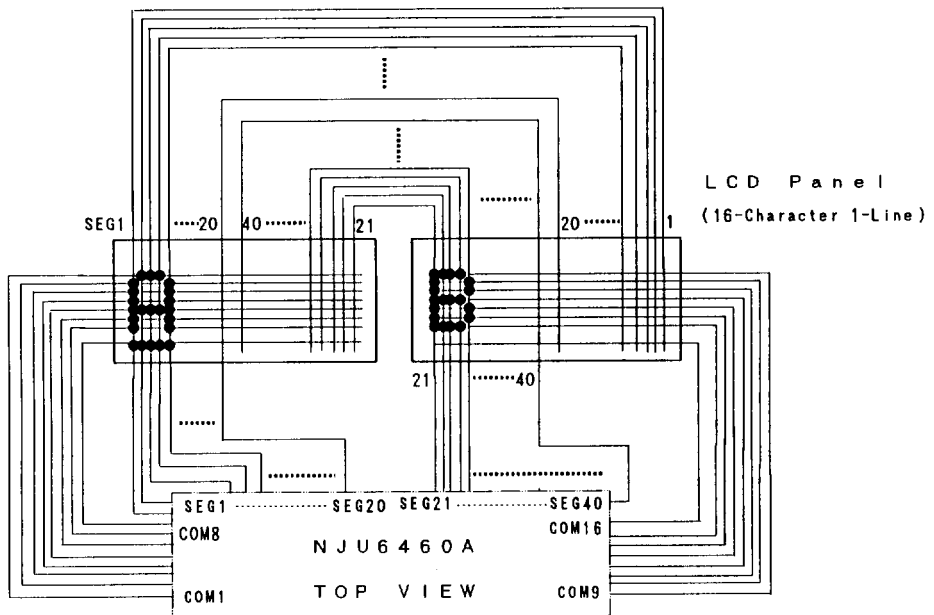 LCD Panel
(16-Character 1-Line)
SEG1 ······20 40········ 21
20········ 1
21 ········40
SEG1 ················ SEG20 SEG21 ················ SEG40
COM8 COM16
NJU6460A
COM1 TOP VIEW COM9